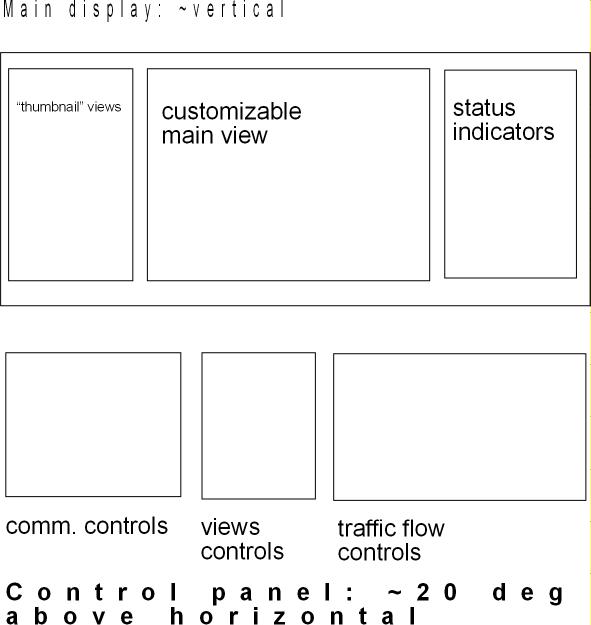 Main display: ~vertical
“thumbnail” views
customizable
main view
status
indicators
comm. controls
views
controls
traffic flow
controls
Control panel: ~20 deg
above horizontal